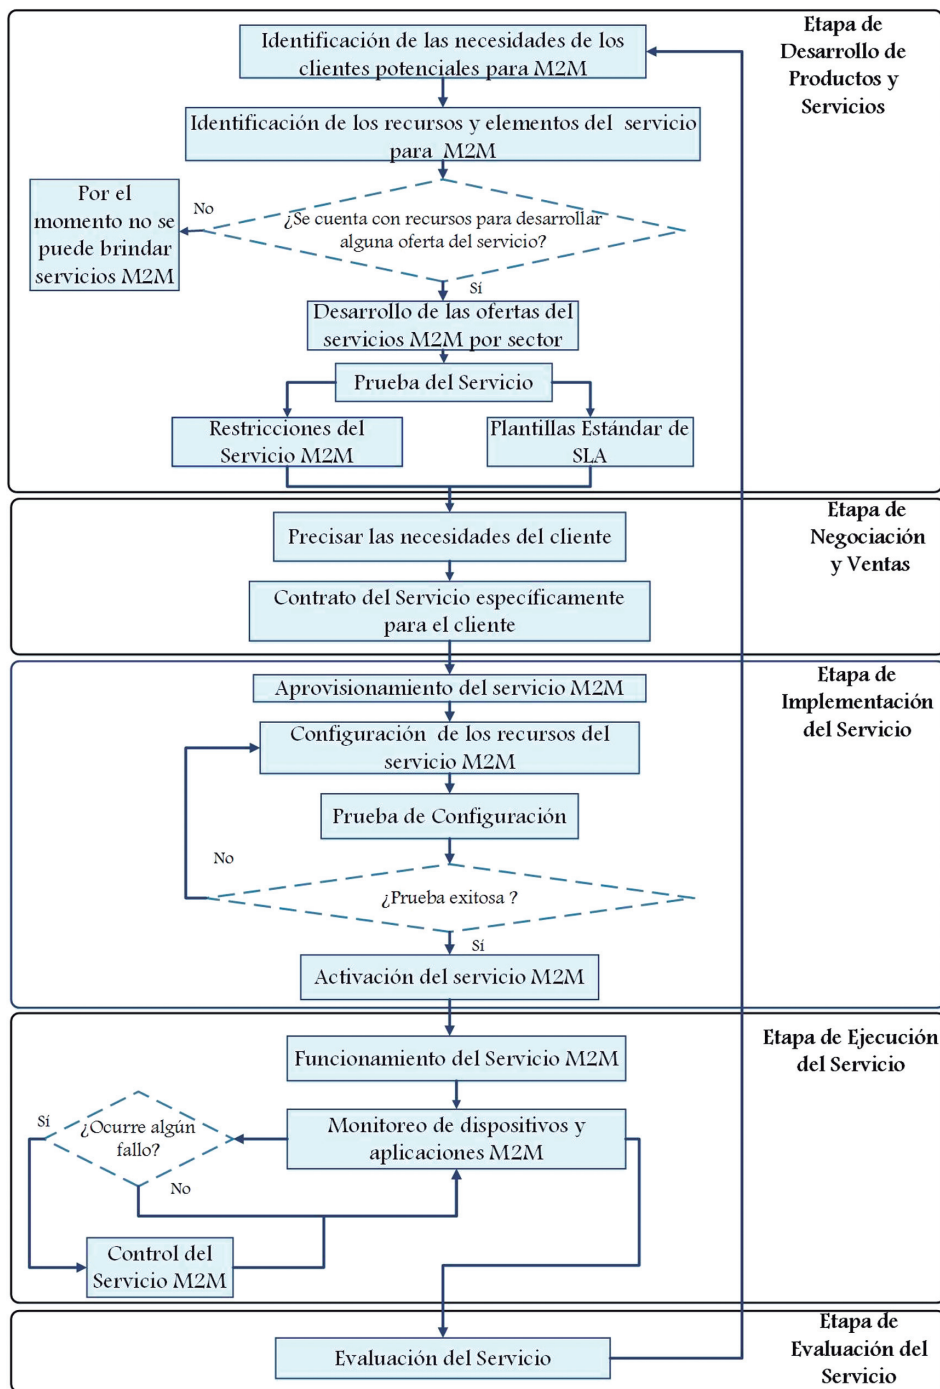 Etapa de
Desarrollo de
Productos y
Servicios
Identificación de las necesidades de los
clientes potenciales para M2M
Identificación de los recursos y elementos del servicio
para M2M
¿Se cuenta con recursos para desarrollar
alguna oferta del servicio?
No
Por el
momento no se
puede brindar
servicios M2M
Sí
Desarrollo de las ofertas del
servicios M2M por sector
Prueba del Servicio
Restricciones del
Servicio M2M
Plantillas Estándar de
SLA
Etapa de
Negociación
y Ventas
Precisar las necesidades del cliente
Contrato del Servicio específicamente
para el cliente
Etapa de
Implementación
del Servicio
Aprovisionamiento del servicio M2M
Configuración de los recursos del
servicio M2M
Prueba de Configuración
No
¿Prueba exitosa ?
Sí
Activación del servicio M2M
Etapa de Ejecución
del Servicio
Funcionamiento del Servicio M2M
Monitoreo de dispositivos y
aplicaciones M2M
Sí
¿Ocurre algún
fallo?
No
Control del
Servicio M2M
Etapa de
Evaluación del
Servicio
Evaluación del Servicio